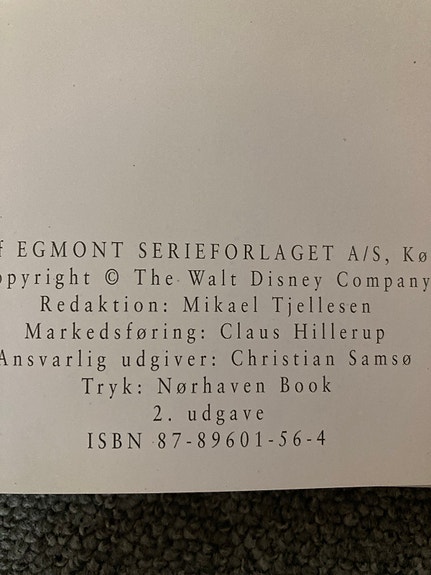 f EGMONT SERIEFORLAGET A/S, Kø
opyright © The Walt Disney Company
Redaktion: Mikael Tjellesen
Markedsføring: Claus Hillerup
Ansvarlig udgiver: Christian Samsø
Tryk: Nørhaven Book
2. udgave
ISBN 87-89601-56-4